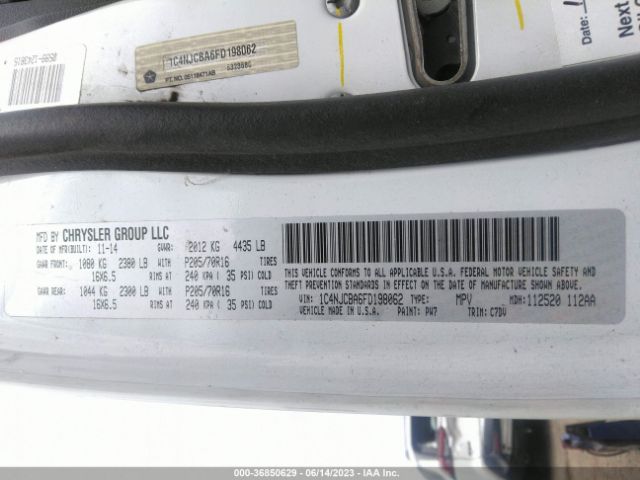 1C4NJCBA6FD198062
5323680
PT. NO. 05116471AB
Next
MFD BY CHRYSLER GROUP LLC
DATE OF MFR(BUILT): 11-14 GVWR: 2012 KG 4435 LB
GAWR FRONT: 1080 KG 2380 LB WITH P205/70R16 TIRES
16X6.5 RIMS AT 240 KPA ( 35 PSI) COLD
GAWR REAR: 1044 KG 2300 LB WITH P205/70R16 TIRES
16X6.5 RIMS AT 240 KPA ( 35 PSI) COLD
THIS VEHICLE CONFORMS TO ALL APPLICABLE U.S.A. FEDERAL MOTOR VEHICLE SAFETY AND
THEFT PREVENTION STANDARDS IN EFFECT ON THE DATE OF MANUFACTURE SHOWN ABOVE.
VIN: 1C4NJCBA6FD198062 TYPE: MPV MDH: 112520 112AA
VEHICLE MADE IN U.S.A. PAINT: PW7 TRIM: C7DV
000-36850629 - 06/14/2023 - IAA Inc.